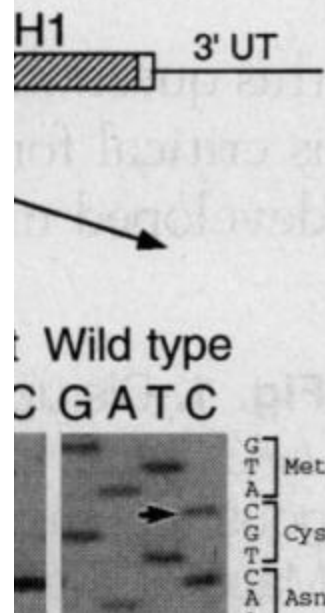 H1
3' UT
Wild type
C G A T C
G
T Met
A
C
G Cys
T
C
A Asn